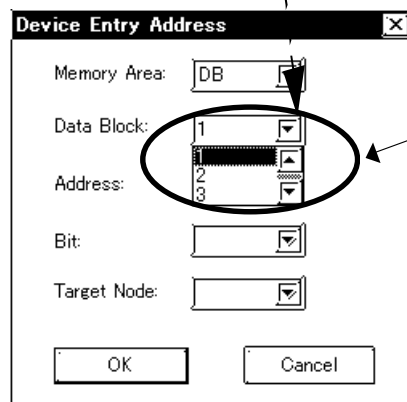 Device Entry Address
Memory Area: DB
Data Block: 1
1
2
Address:
3
Bit:
Target Node:
OK Cancel